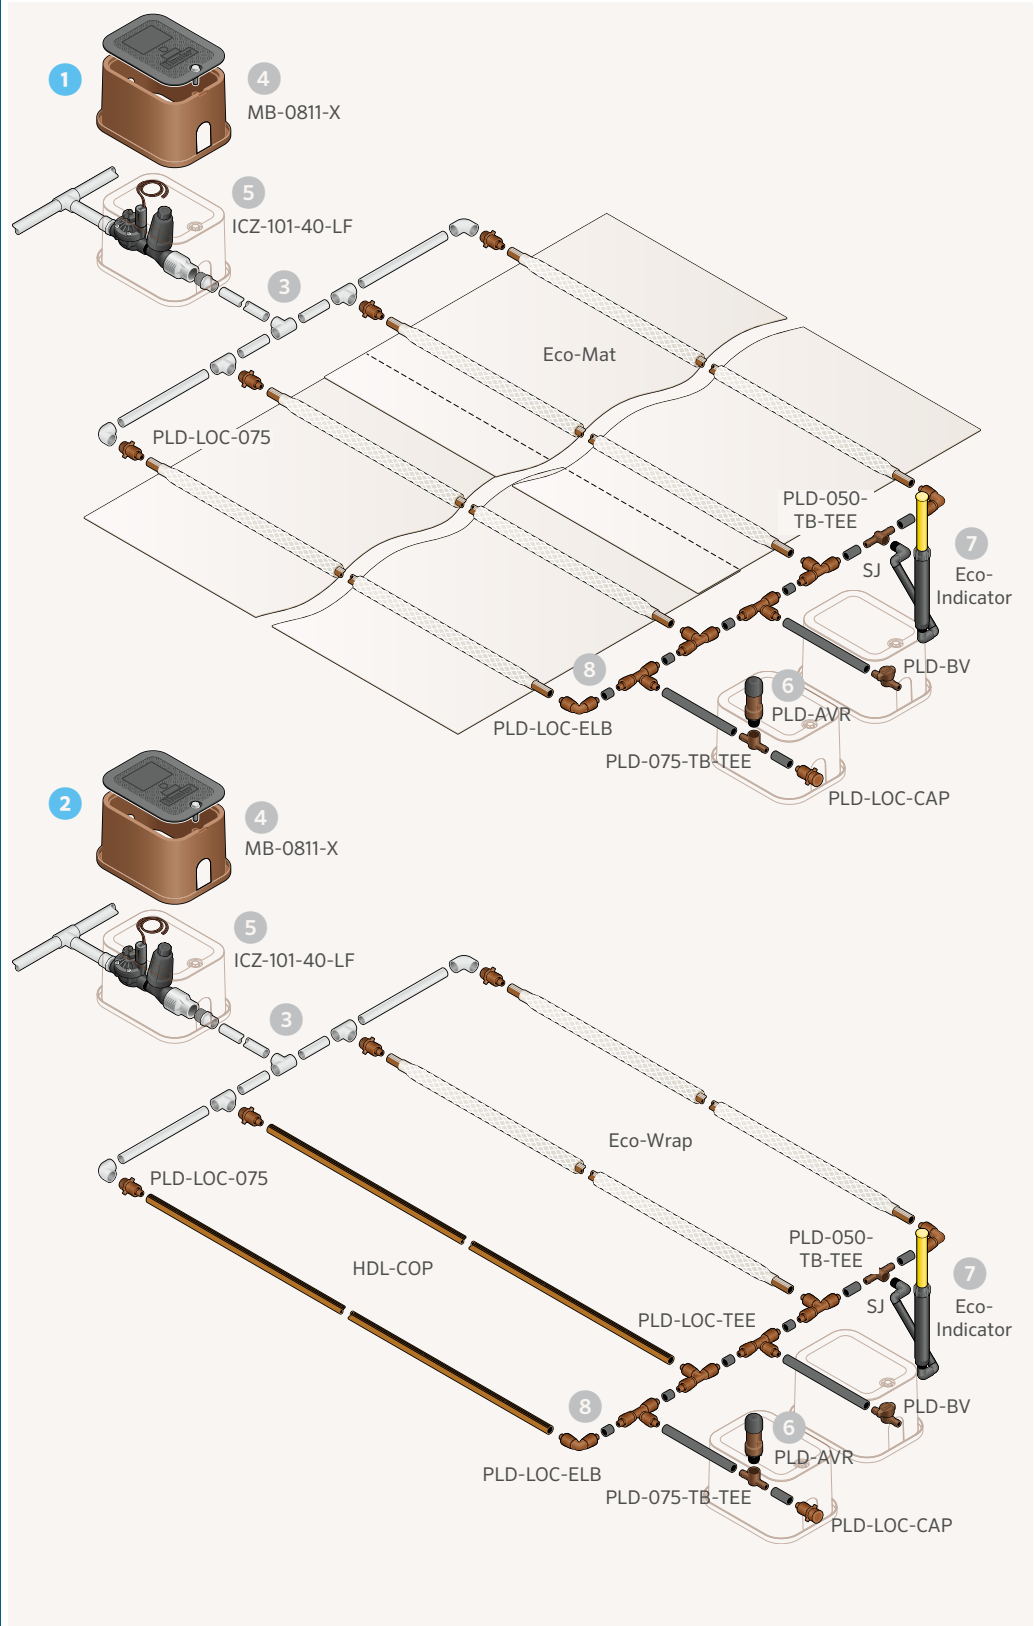 1
4
MB-0811-X
5
ICZ-101-40-LF
3
Eco-Mat
PLD-LOC-075
PLD-050-
TB-TEE
SJ
7
Eco-
Indicator
8
PLD-BV
6
PLD-AVR
PLD-LOC-ELB
PLD-075-TB-TEE
PLD-LOC-CAP
2
4
MB-0811-X
5
ICZ-101-40-LF
3
Eco-Wrap
PLD-LOC-075
PLD-050-
TB-TEE
HDL-COP
7
SJ
Eco-
Indicator
PLD-LOC-TEE
8
PLD-BV
6
PLD-AVR
PLD-LOC-ELB
PLD-075-TB-TEE
PLD-LOC-CAP